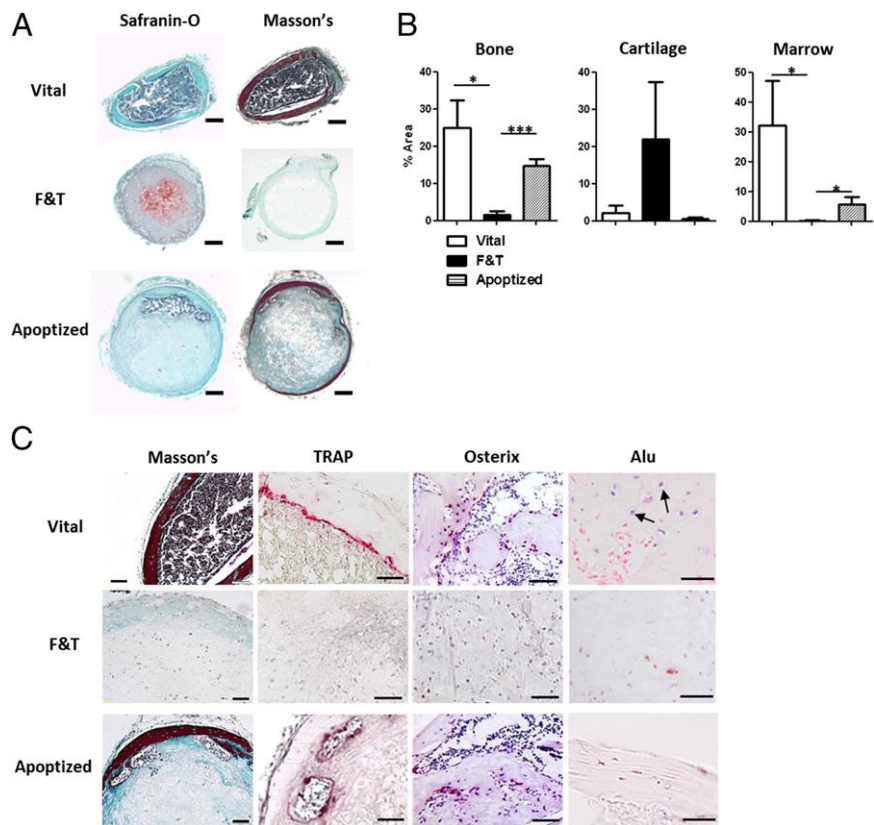 A
Safranin-O Masson's
Vital
F&T
Apoptized
B
Bone Cartilage Marrow
% Area
40 40 50
30 30 40
20 20 30
10 10 20
0 0 10
0
* *** * *
Vital
F&T
Apoptized
C
Masson's TRAP Osterix Alu
Vital
F&T
Apoptized